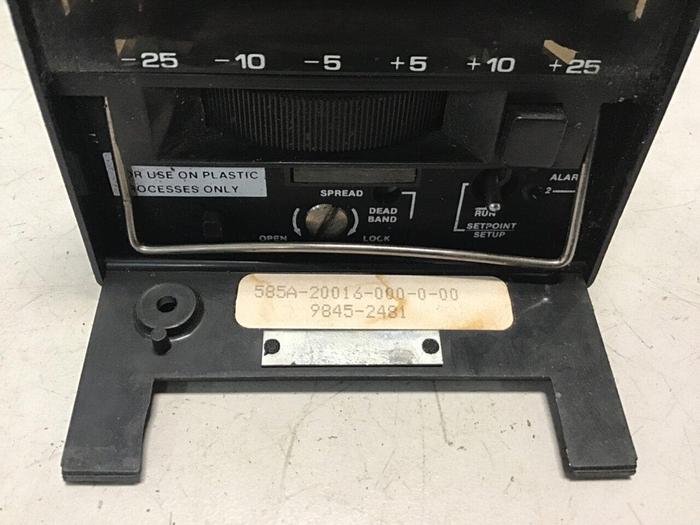 -25 -10 -5 +5 +10 +25
OR USE ON PLASTIC
OCESSES ONLY
SPREAD
DEAD
BAND
OPEN LOCK
ALAR
2
RUN
SETPOINT
SETUP
585A-20016-000-0-00
9845-2481